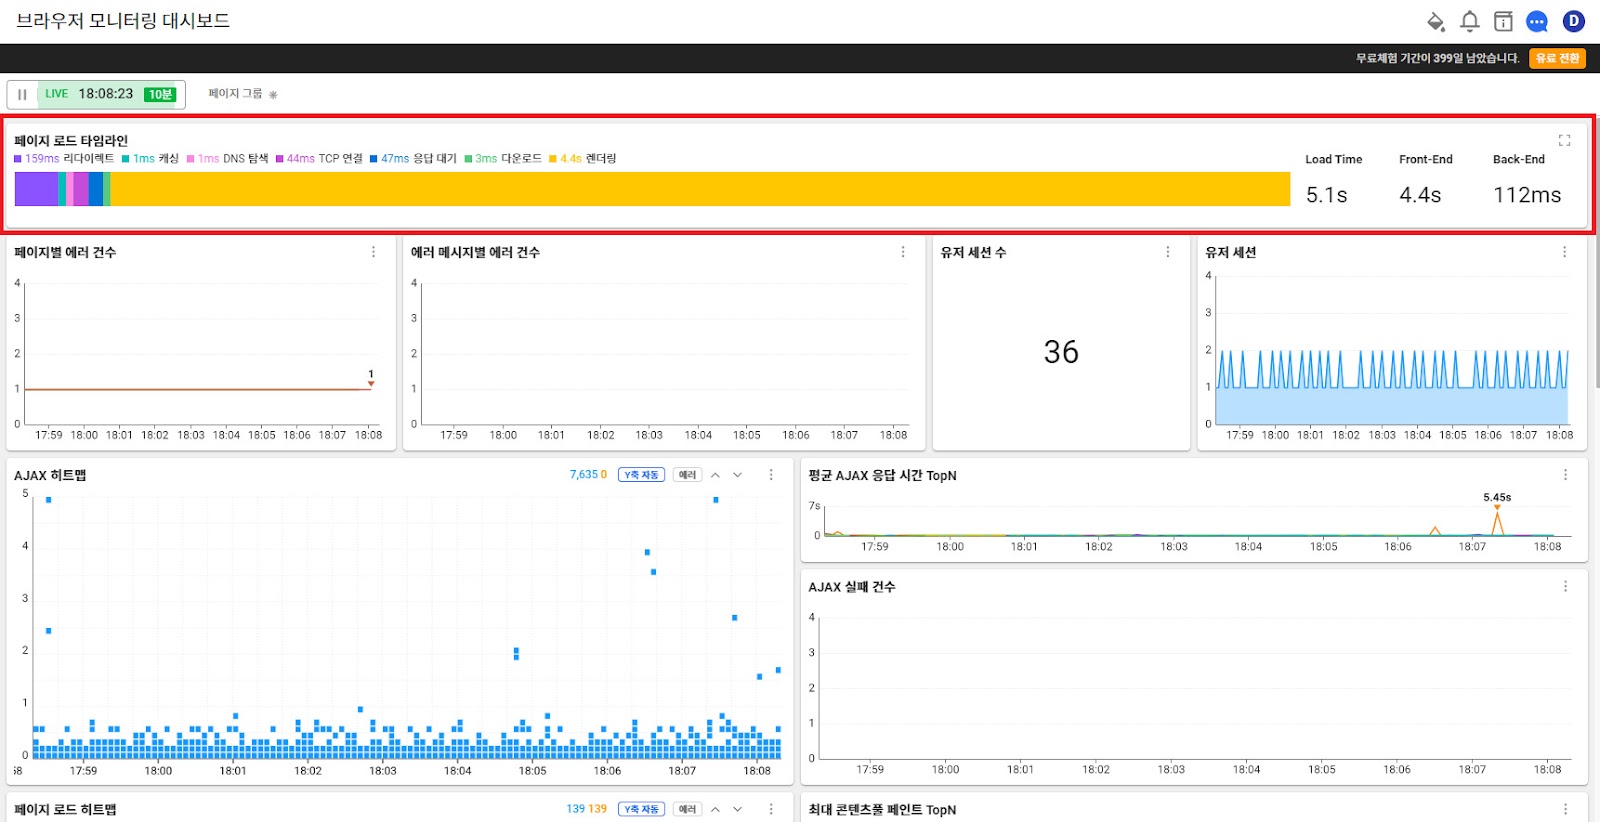 브라우저 모니터링 대시보드
D
무료체험 기간이 399일 남았습니다. 유료 전환
LIVE 18:08:23 10분 페이지 그룹 ✳
페이지 로드 타임라인
159ms 리다이렉트 1ms 캐싱 1ms DNS 탐색 44ms TCP 연결 47ms 응답 대기 3ms 다운로드 4.4s 렌더링
Load Time Front-End Back-End
5.1s 4.4s 112ms
페이지별 에러 건수
4
3
2
1
0
1
17:59 18:00 18:01 18:02 18:03 18:04 18:05 18:06 18:07 18:08
에러 메시지별 에러 건수
4
3
2
1
0
17:59 18:00 18:01 18:02 18:03 18:04 18:05 18:06 18:07 18:08
유저 세션 수
36
유저 세션
4
3
2
1
0
17:59 18:00 18:01 18:02 18:03 18:04 18:05 18:06 18:07 18:08
AJAX 히트맵 7,635 0 Y축 자동 에러
5
4
3
2
1
0
58 17:59 18:00 18:01 18:02 18:03 18:04 18:05 18:06 18:07 18:08
평균 AJAX 응답 시간 TopN
5.45s
7s
0
17:59 18:00 18:01 18:02 18:03 18:04 18:05 18:06 18:07 18:08
AJAX 실패 건수
4
3
2
1
0
17:59 18:00 18:01 18:02 18:03 18:04 18:05 18:06 18:07 18:08
페이지 로드 히트맵 139 139 Y축 자동 에러
최대 콘텐츠풀 페인트 TopN